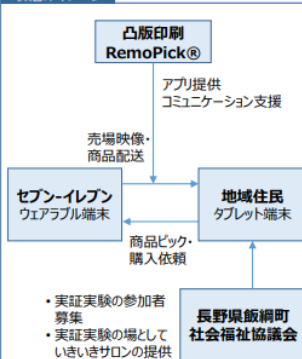 凸版印刷
RemoPick®
アプリ提供
コミュニケーション支援
売場映像・
商品配送
セブン-イレブン
ウェアラブル端末
地域住民
タブレット端末
商品ピック・
購入依頼
・実証実験の参加者
募集
・実証実験の場として
いきいきサロンの提供
長野県飯綱町
社会福祉協議会